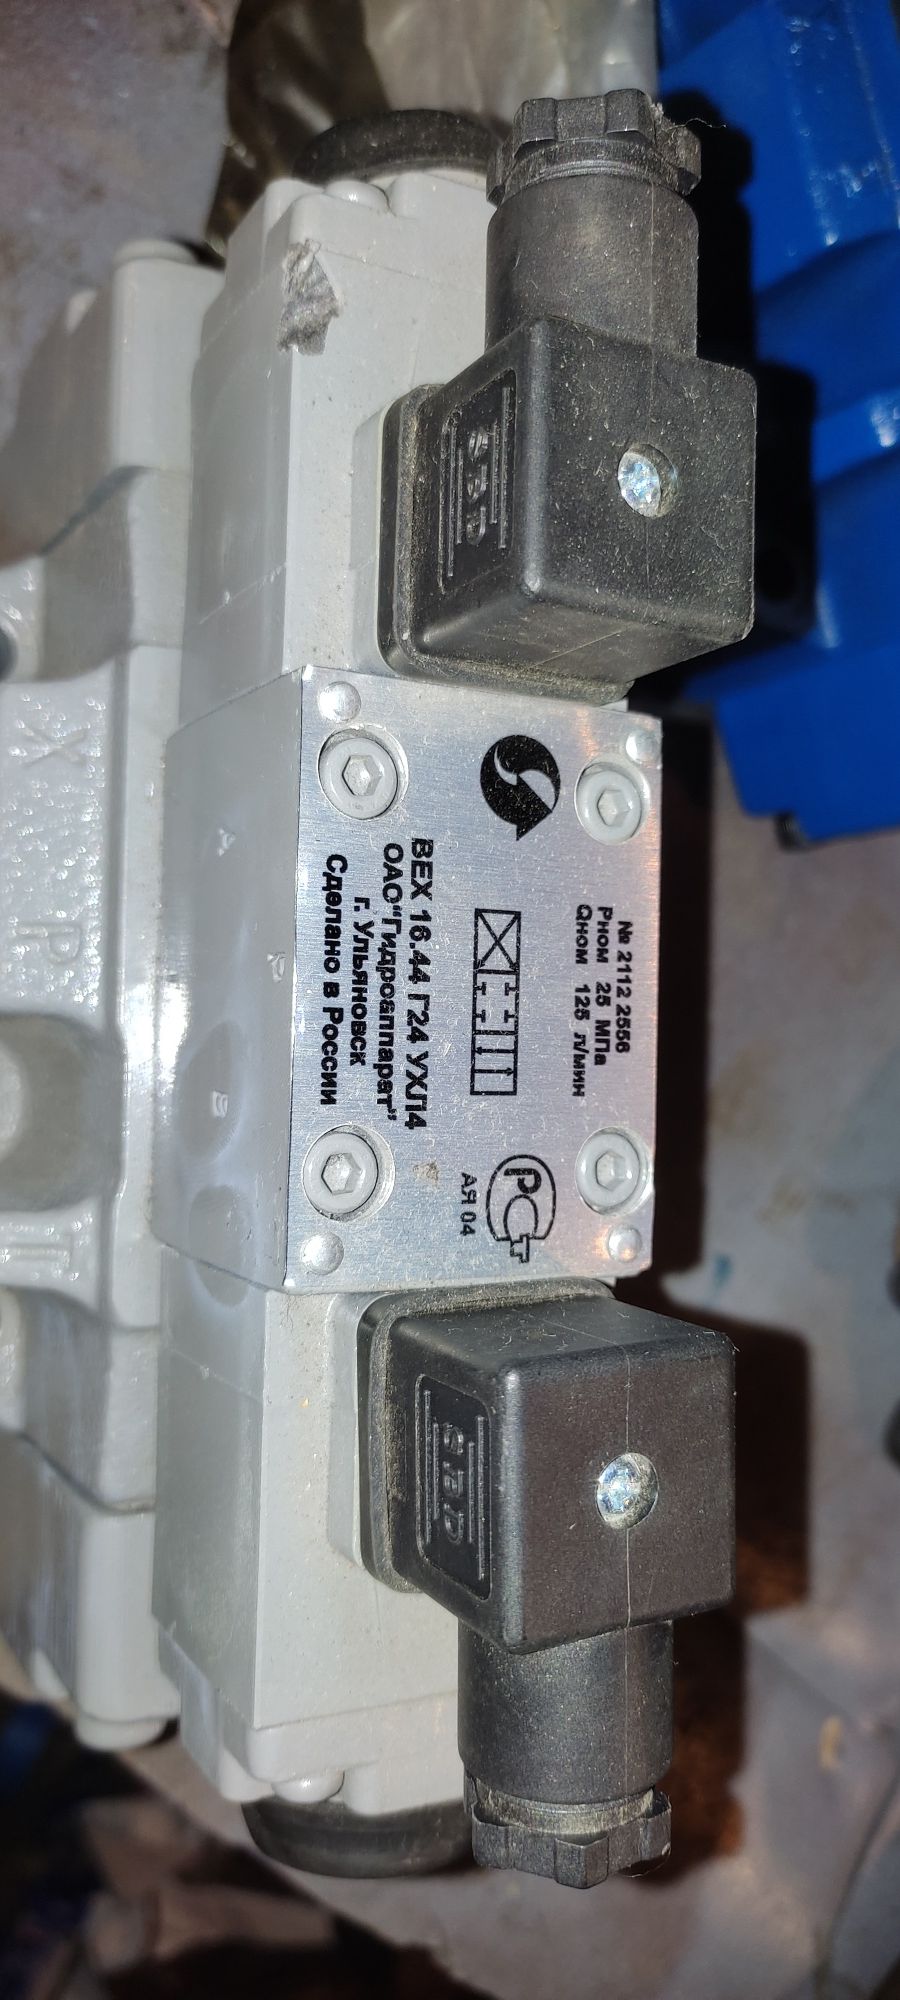 № 2112 2556
Рном 25 МПа
Qном 125 л/мин
РСТ
АЯ 04
ВЕХ 16.44 Г24 УХЛ4
ОАО"Гидроаппарат"
г. Ульяновск
Сделано в России
A
P
B
X
P